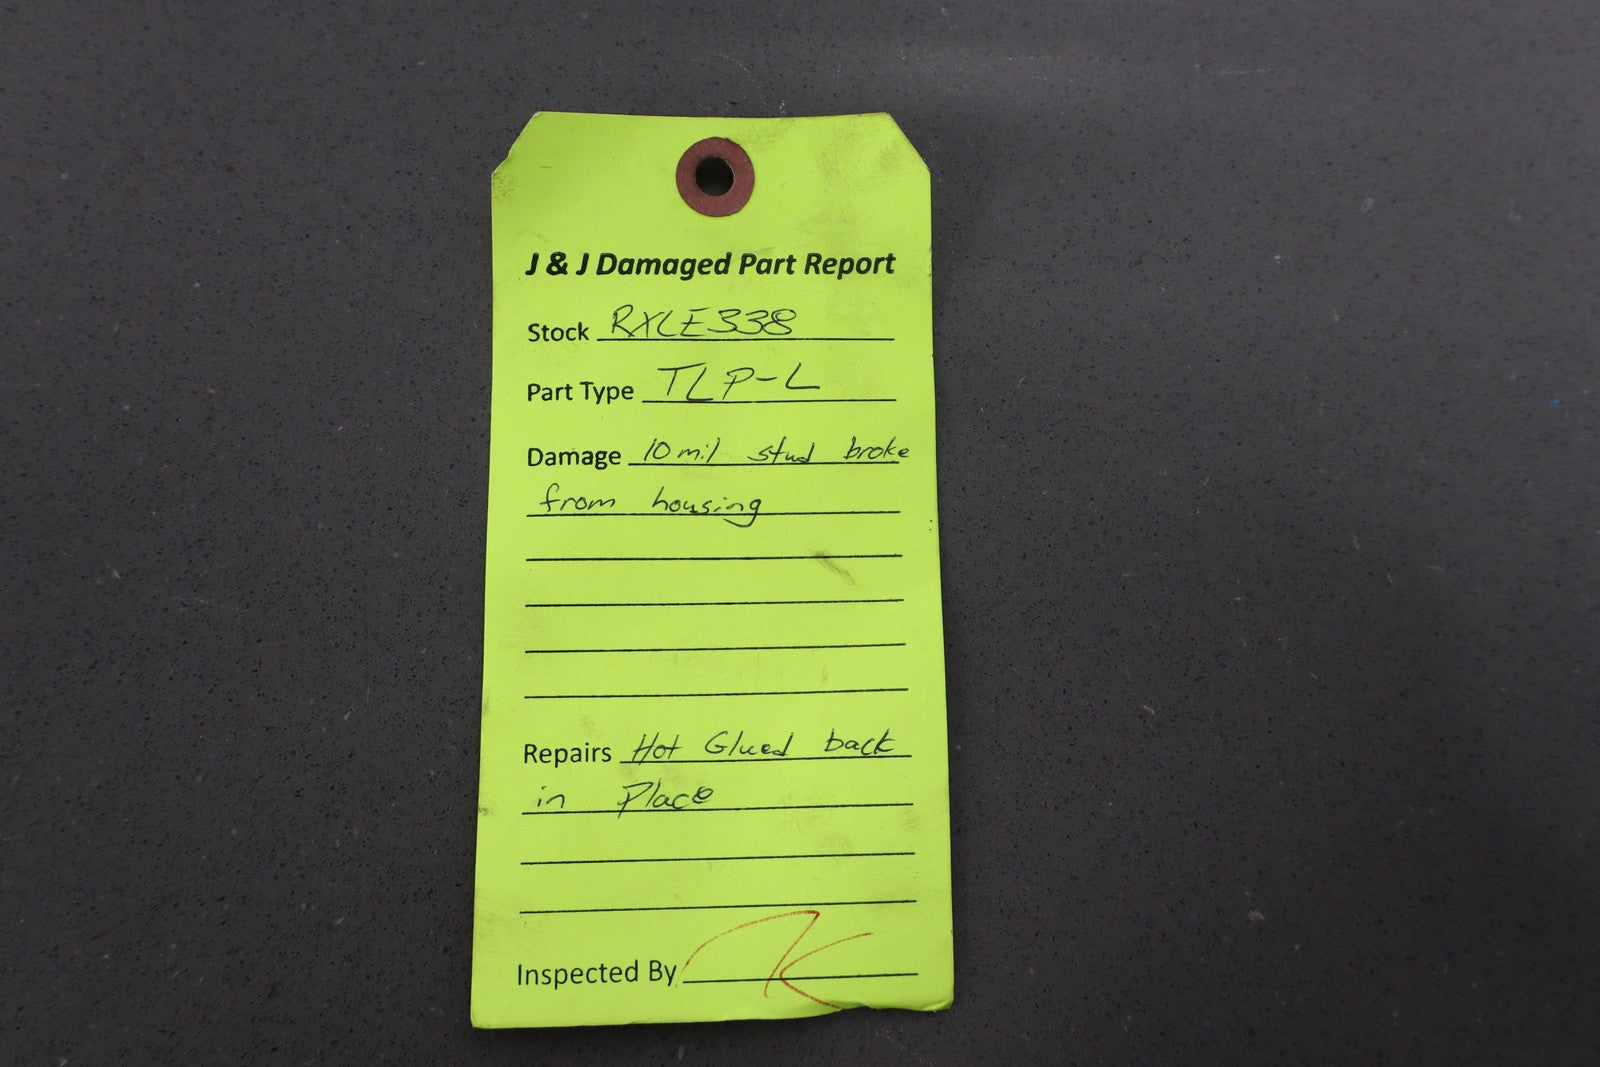 J & J Damaged Part Report
Stock RXLE338
Part Type TLP-L
Damage 10 mil stud broke
from housing
Repairs Hot Glued back
in Place
Inspected By